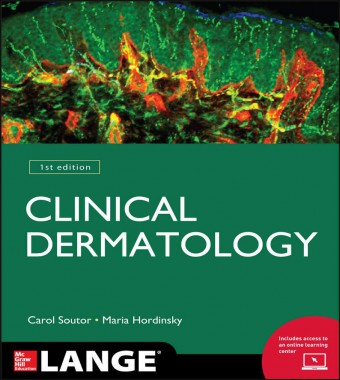 1st edition
CLINICAL
DERMATOLOGY
Carol Soutor • Maria Hordinsky
Mc
Graw
Hill
Education
LANGE®
Includes access to
an online learning
center